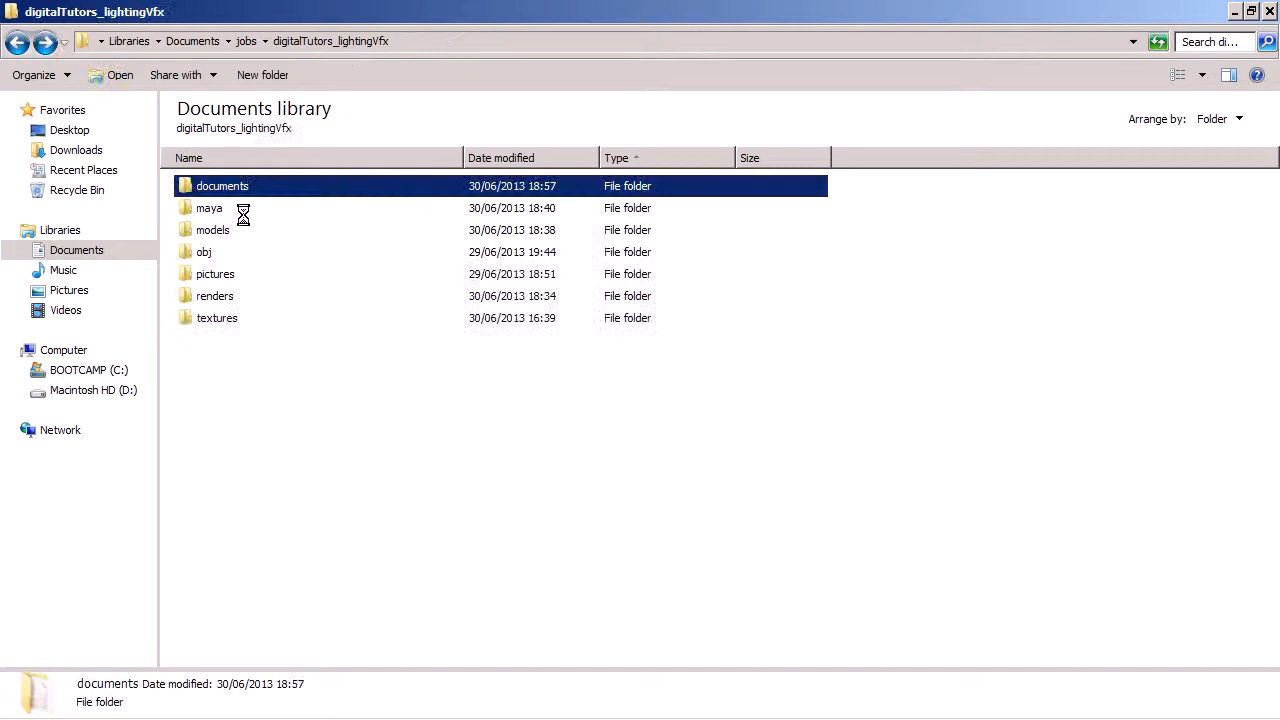 digitalTutors_lightingVfx
Libraries Documents jobs digitalTutors_lightingVfx Search di...
Organize Open Share with New folder
Favorites
Desktop
Downloads
Recent Places
Recycle Bin
Libraries
Documents
Music
Pictures
Videos
Computer
BOOTCAMP (C:)
Macintosh HD (D:)
Network
Documents library
digitalTutors_lightingVfx
Arrange by: Folder
Name Date modified Type Size
documents 30/06/2013 18:57 File folder
maya 30/06/2013 18:40 File folder
models 30/06/2013 18:38 File folder
obj 29/06/2013 19:44 File folder
pictures 29/06/2013 18:51 File folder
renders 30/06/2013 18:34 File folder
textures 30/06/2013 16:39 File folder
documents Date modified: 30/06/2013 18:57
File folder